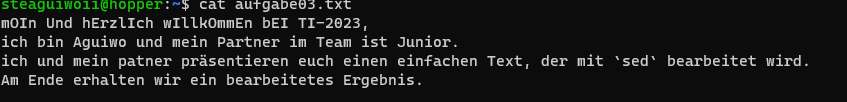 steaguiwoii@hopper:~$ cat aufgabe03.txt
mOIn Und hErzlIch wIllkOmmEn bEI TI-2023,
ich bin Aguiwo und mein Partner im Team ist Junior.
ich und mein patner präsentieren euch einen einfachen Text, der mit `sed` bearbeitet wird.
Am Ende erhalten wir ein bearbeitetes Ergebnis.